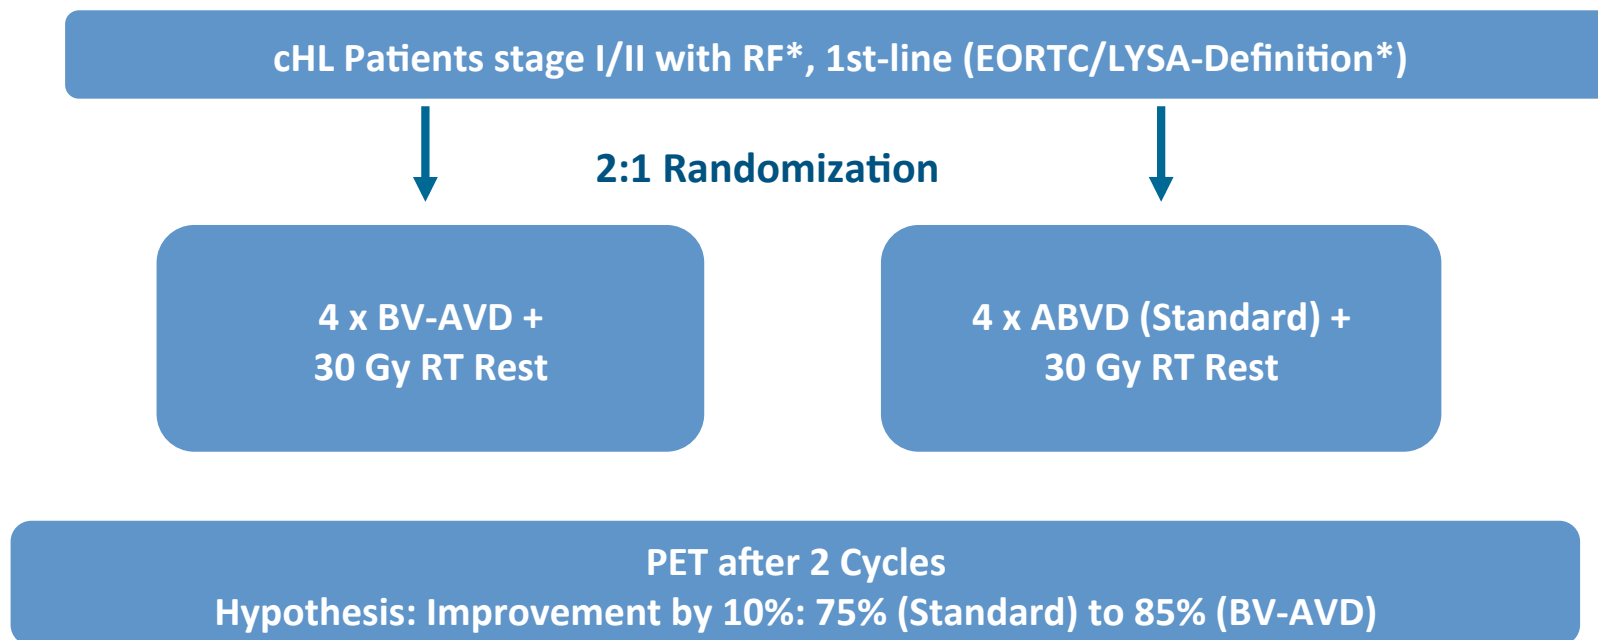 cHL Patients stage I/II with RF*, 1st-line (EORTC/LYSA-Definition*)
2:1 Randomization
4 x BV-AVD +
30 Gy RT Rest
4 x ABVD (Standard) +
30 Gy RT Rest
PET after 2 Cycles
Hypothesis: Improvement by 10%: 75% (Standard) to 85% (BV-AVD)